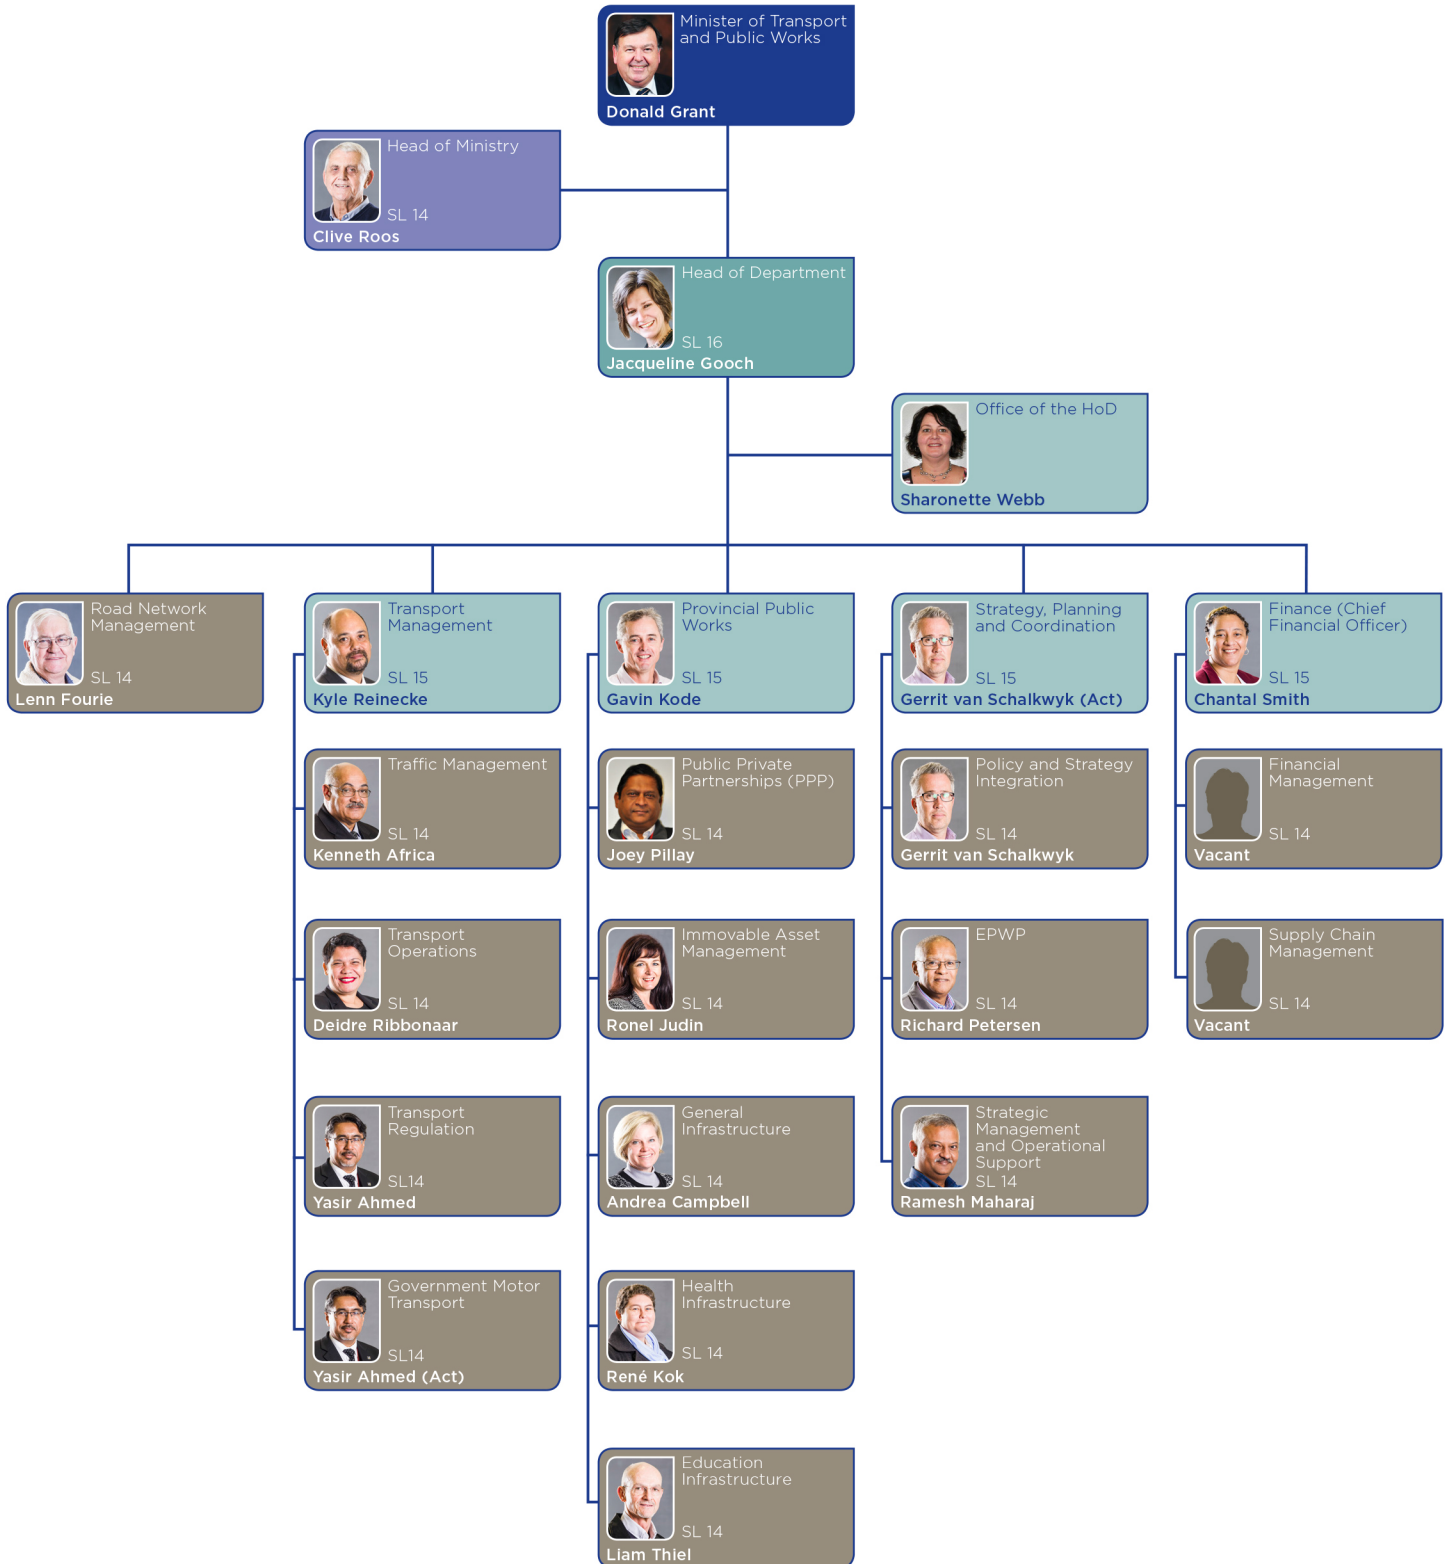 Minister of Transport
and Public Works
Donald Grant
Head of Ministry
SL 14
Clive Roos
Head of Department
SL 16
Jacqueline Gooch
Office of the HoD
Sharonette Webb
Road Network
Management
SL 14
Lenn Fourie
Transport
Management
SL 15
Kyle Reinecke
Provincial Public
Works
SL 15
Gavin Kode
Strategy, Planning
and Coordination
SL 15
Gerrit van Schalkwyk (Act)
Finance (Chief
Financial Officer)
SL 15
Chantal Smith
Traffic Management
SL 14
Kenneth Africa
Public Private
Partnerships (PPP)
SL 14
Joey Pillay
Policy and Strategy
Integration
SL 14
Gerrit van Schalkwyk
Financial
Management
SL 14
Vacant
Transport
Operations
SL 14
Deidre Ribbonaar
Immovable Asset
Management
SL 14
Ronel Judin
EPWP
SL 14
Richard Petersen
Supply Chain
Management
SL 14
Vacant
Transport
Regulation
SL14
Yasir Ahmed
General
Infrastructure
SL 14
Andrea Campbell
Strategic
Management
and Operational
Support
SL 14
Ramesh Maharaj
Government Motor
Transport
SL14
Yasir Ahmed (Act)
Health
Infrastructure
SL 14
René Kok
Education
Infrastructure
SL 14
Liam Thiel